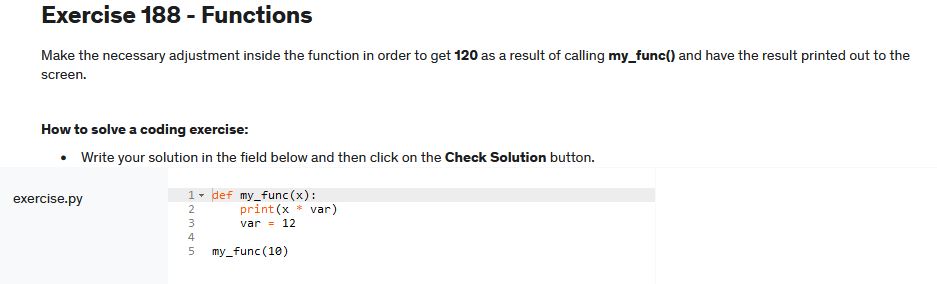 Exercise 188 - Functions
Make the necessary adjustment inside the function in order to get 120 as a result of calling my_func() and have the result printed out to the
screen.
How to solve a coding exercise:
• Write your solution in the field below and then click on the Check Solution button.
exercise.py
1 def my_func(x):
2     print(x * var)
3     var = 12
4
5 my_func(10)